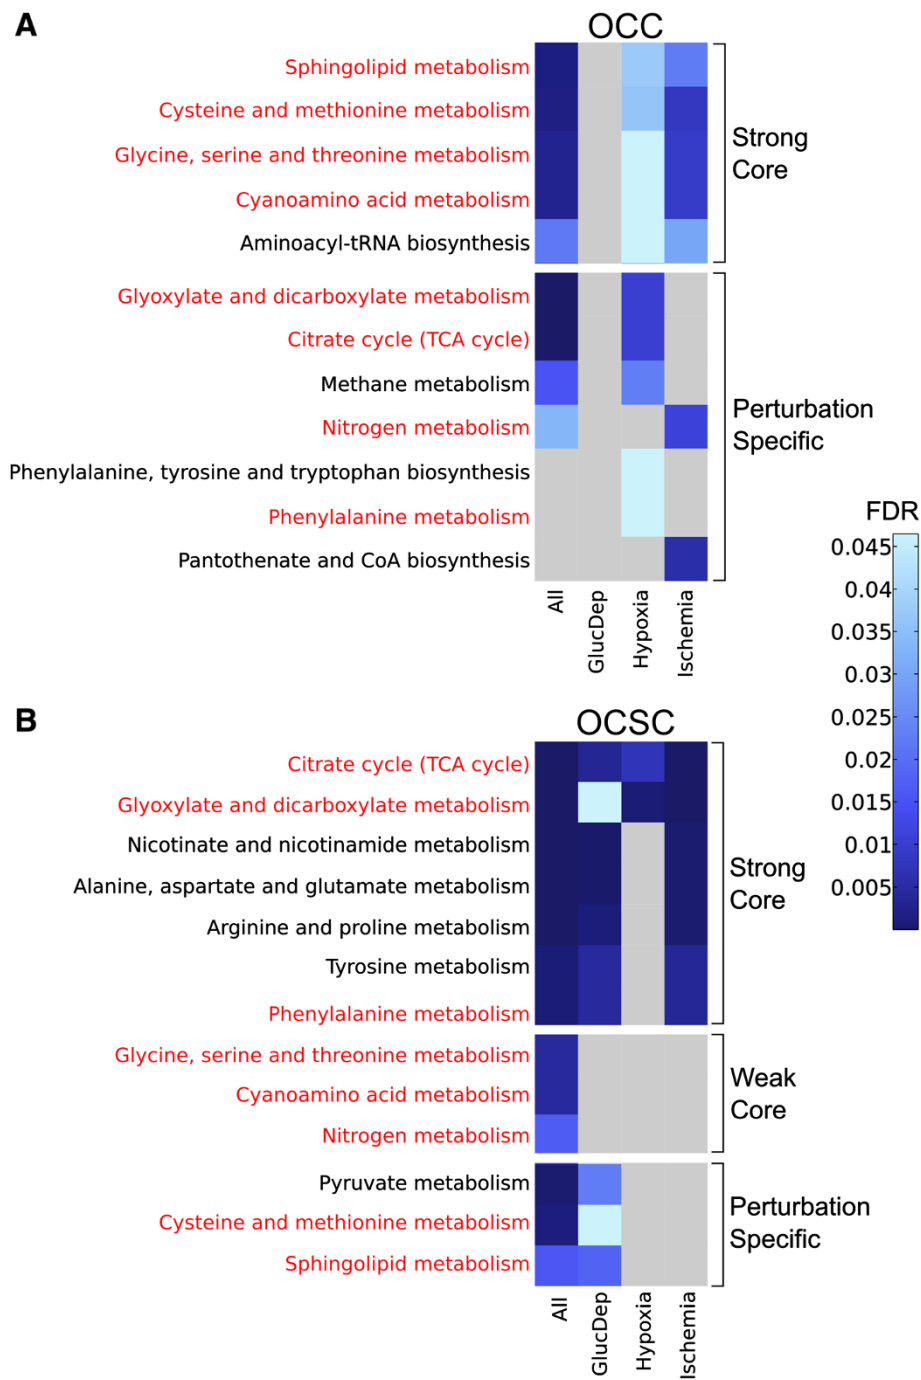 A
OCC
Sphingolipid metabolism
Cysteine and methionine metabolism
Glycine, serine and threonine metabolism
Cyanoamino acid metabolism
Aminoacyl-tRNA biosynthesis
Strong
Core
Glyoxylate and dicarboxylate metabolism
Citrate cycle (TCA cycle)
Methane metabolism
Nitrogen metabolism
Phenylalanine, tyrosine and tryptophan biosynthesis
Phenylalanine metabolism
Pantothenate and CoA biosynthesis
Perturbation
Specific
All
GlucDep
Hypoxia
Ischemia
FDR
0.045
0.04
0.035
0.03
0.025
0.02
0.015
0.01
0.005
B
OCSC
Citrate cycle (TCA cycle)
Glyoxylate and dicarboxylate metabolism
Nicotinate and nicotinamide metabolism
Alanine, aspartate and glutamate metabolism
Arginine and proline metabolism
Tyrosine metabolism
Phenylalanine metabolism
Strong
Core
Glycine, serine and threonine metabolism
Cyanoamino acid metabolism
Nitrogen metabolism
Weak
Core
Pyruvate metabolism
Cysteine and methionine metabolism
Sphingolipid metabolism
Perturbation
Specific
All
GlucDep
Hypoxia
Ischemia